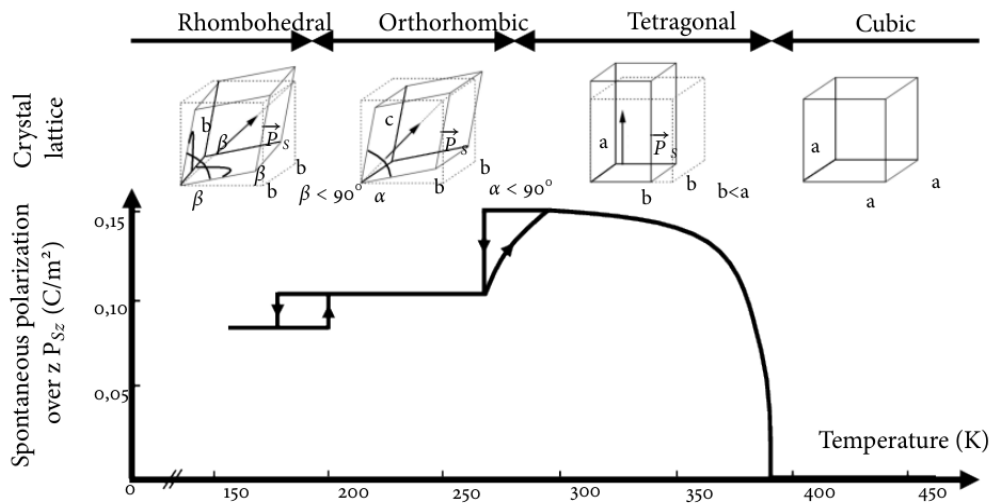 Rhombohedral Orthorhombic Tetragonal Cubic
Crystal
lattice
b β β β P⃗s b b β < 90°
c α P⃗s b b α < 90°
a P⃗s b b b<a
a a a
Spontaneous polarization
over z P_Sz (C/m²)
0,15
0,10
0,05
Temperature (K)
0 150 200 250 300 350 400 450